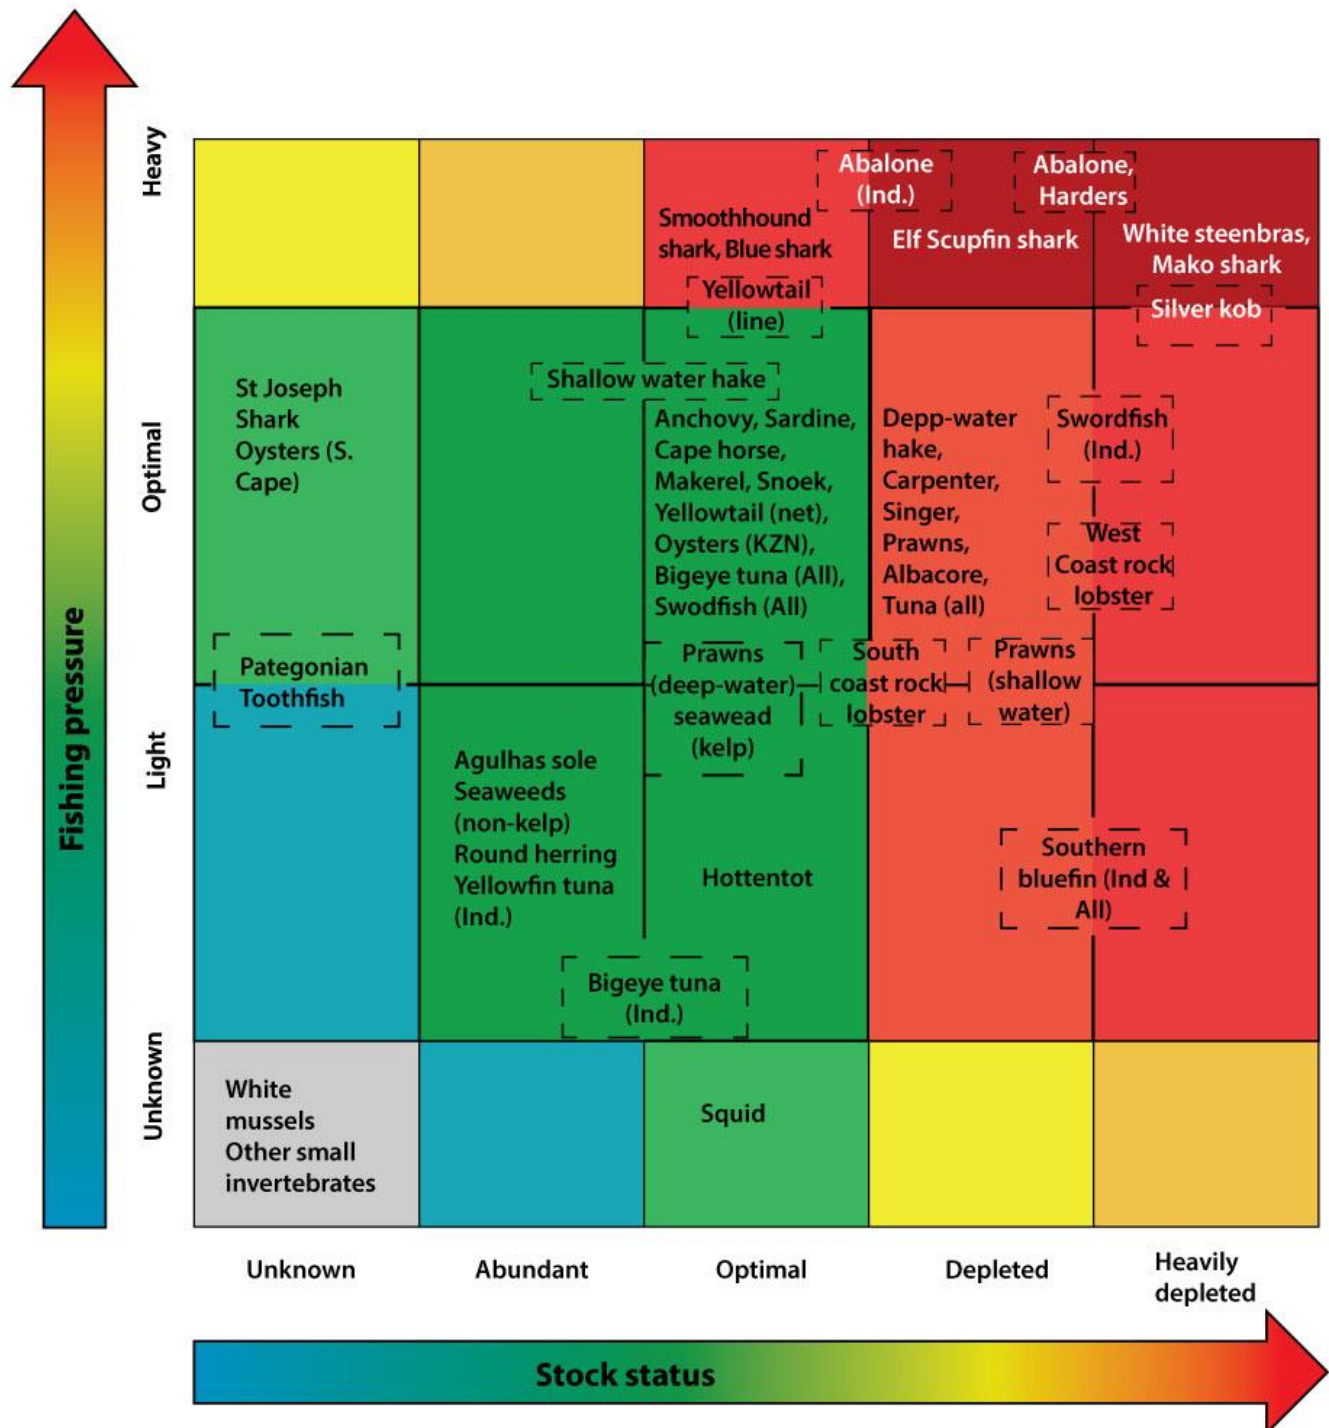 Fishing pressure
Heavy
Optimal
Light
Unknown
Abalone
(Ind.)
Abalone,
Harders
Smoothhound
shark, Blue shark
Elf Scupfin shark
White steenbras,
Mako shark
Yellowtail
(line)
Silver kob
St Joseph
Shark
Oysters (S.
Cape)
Shallow water hake
Anchovy, Sardine,
Cape horse,
Makerel, Snoek,
Yellowtail (net),
Oysters (KZN),
Bigeye tuna (All),
Swodfish (All)
Depp-water
hake,
Carpenter,
Singer,
Prawns,
Albacore,
Tuna (all)
Swordfish
(Ind.)
West
Coast rock
lobster
Pategonian
Toothfish
Prawns
(deep-water)
seawead
(kelp)
South
coast rock
lobster
Prawns
(shallow
water)
Agulhas sole
Seaweeds
(non-kelp)
Round herring
Yellowfin tuna
(Ind.)
Hottentot
Southern
bluefin (Ind &
All)
Bigeye tuna
(Ind.)
White
mussels
Other small
invertebrates
Squid
Unknown
Abundant
Optimal
Depleted
Heavily
depleted
Stock status